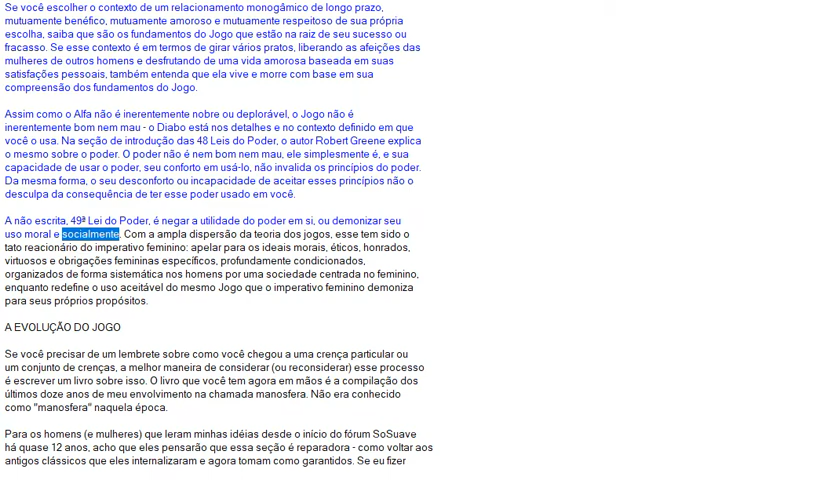 Se você escolher o contexto de um relacionamento monogâmico de longo prazo,
mutuamente benéfico, mutuamente amoroso e mutuamente respeitoso de sua própria
escolha, saiba que são os fundamentos do Jogo que estão na raiz de seu sucesso ou
fracasso. Se esse contexto é em termos de girar vários pratos, liberando as afeições das
mulheres de outros homens e desfrutando de uma vida amorosa baseada em suas
satisfações pessoais, também entenda que ela vive e morre com base em sua
compreensão dos fundamentos do Jogo.
Assim como o Alfa não é inerentemente nobre ou deplorável, o Jogo não é
inerentemente bom nem mau - o Diabo está nos detalhes e no contexto definido em que
você o usa. Na seção de introdução das 48 Leis do Poder, o autor Robert Greene explica
o mesmo sobre o poder. O poder não é nem bom nem mau, ele simplesmente é, e sua
capacidade de usar o poder, seu conforto em usá-lo, não invalida os princípios do poder.
Da mesma forma, o seu desconforto ou incapacidade de aceitar esses princípios não o
desculpa da consequência de ter esse poder usado em você.
A não escrita, 49ª Lei do Poder, é negar a utilidade do poder em si, ou demonizar seu
uso moral e socialmente. Com a ampla dispersão da teoria dos jogos, esse tem sido o
tato reacionário do imperativo feminino: apelar para os ideais morais, éticos, honrados,
virtuosos e obrigações femininas específicos, profundamente condicionados,
organizados de forma sistemática nos homens por uma sociedade centrada no feminino,
enquanto redefine o uso aceitável do mesmo Jogo que o imperativo feminino demoniza
para seus próprios propósitos.
A EVOLUÇÃO DO JOGO
Se você precisar de um lembrete sobre como você chegou a uma crença particular ou
um conjunto de crenças, a melhor maneira de considerar (ou reconsiderar) esse processo
é escrever um livro sobre isso. O livro que você tem agora em mãos é a compilação dos
últimos doze anos de meu envolvimento na chamada manosfera. Não era conhecido
como "manosfera" naquela época.
Para os homens (e mulheres) que leram minhas idéias desde o início do fórum SoSuave
há quase 12 anos, acho que eles pensarão que essa seção é reparadora - como voltar aos
antigos clássicos que eles internalizaram e agora tomam como garantidos. Se eu fizer